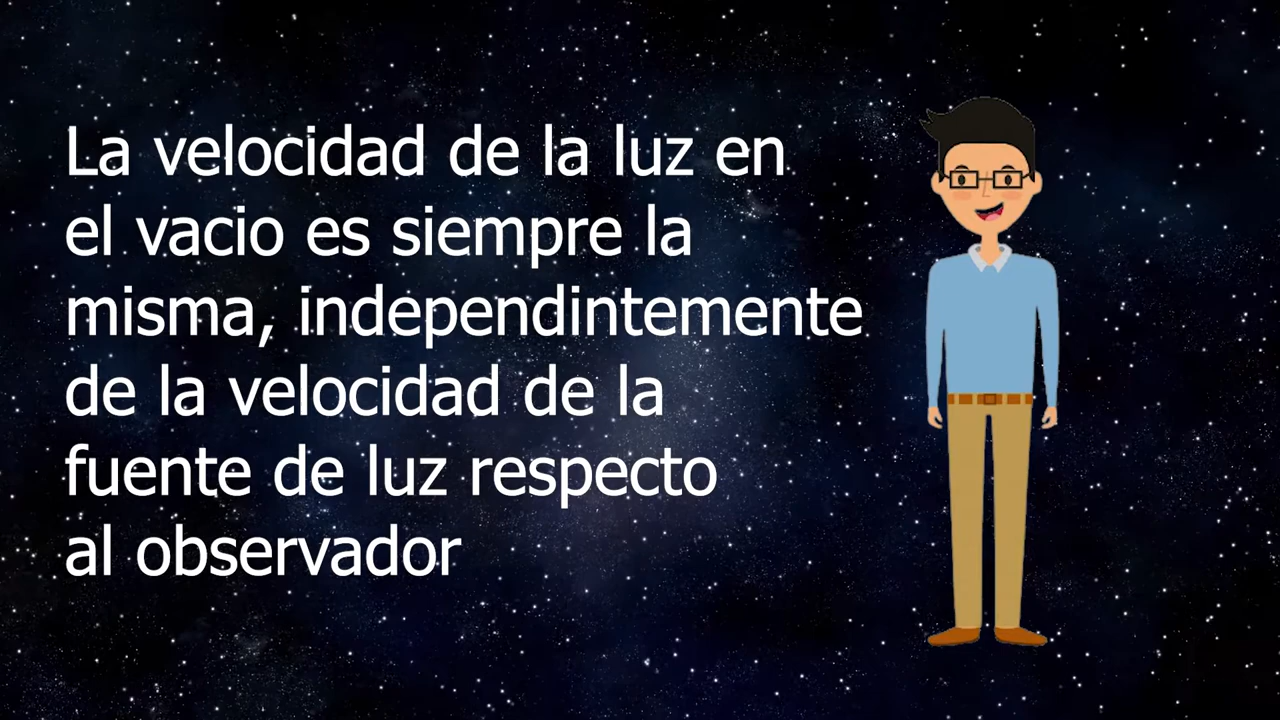 La velocidad de la luz en
el vacio es siempre la
misma, independintemente
de la velocidad de la
fuente de luz respecto
al observador